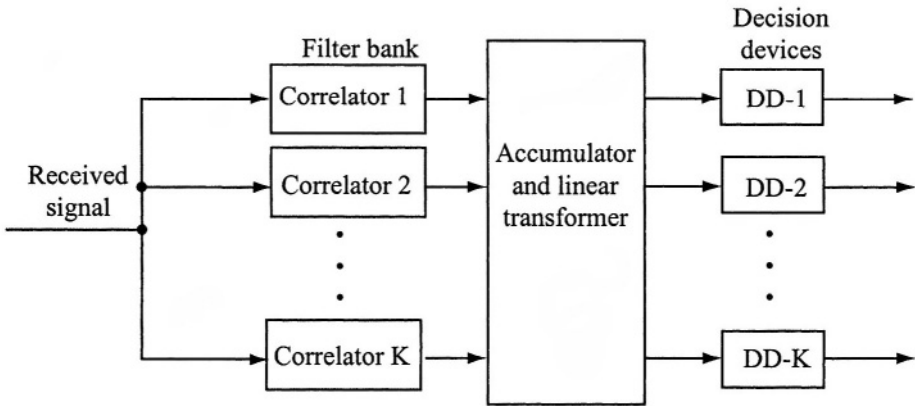 Decision
devices
Filter bank
Correlator 1
DD-1
Received
signal
Correlator 2
Accumulator
and linear
transformer
DD-2
Correlator K
DD-K